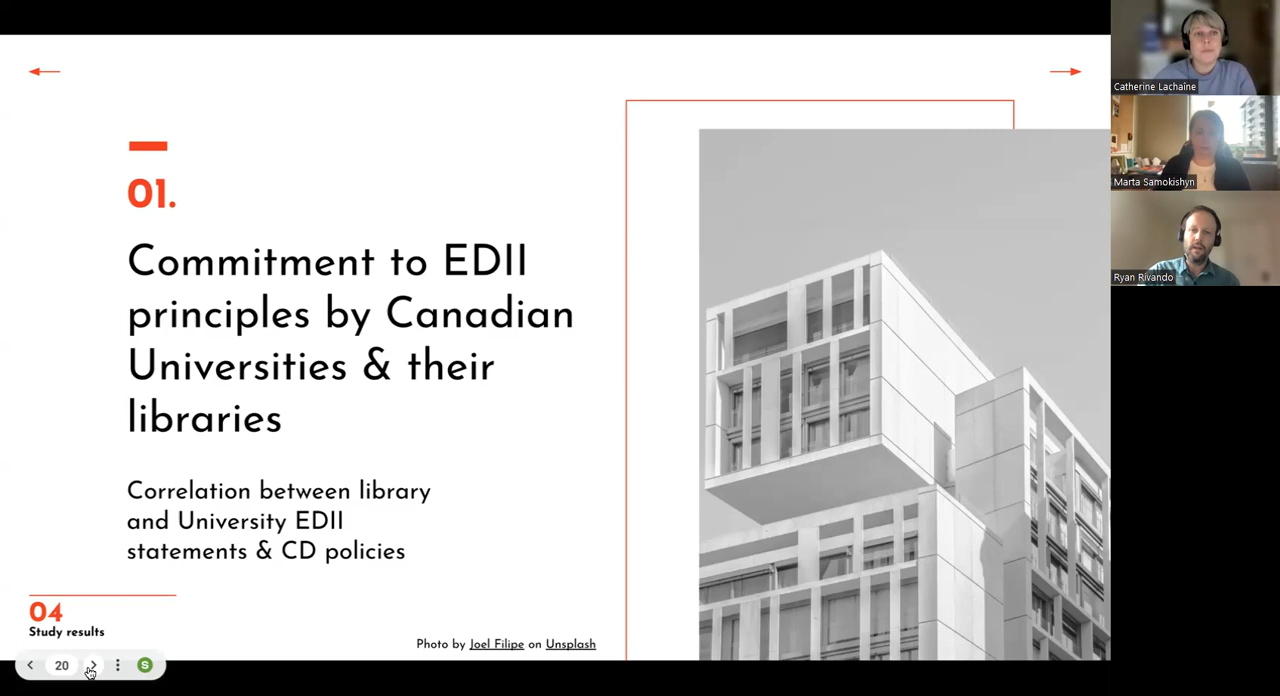 01.
Commitment to EDII
principles by Canadian
Universities & their
libraries
Correlation between library
and University EDII
statements & CD policies
04
Study results
Photo by Joel Filipe on Unsplash
20
S
Catherine Lachaîne
Marta Samokishyn
Ryan Rivando